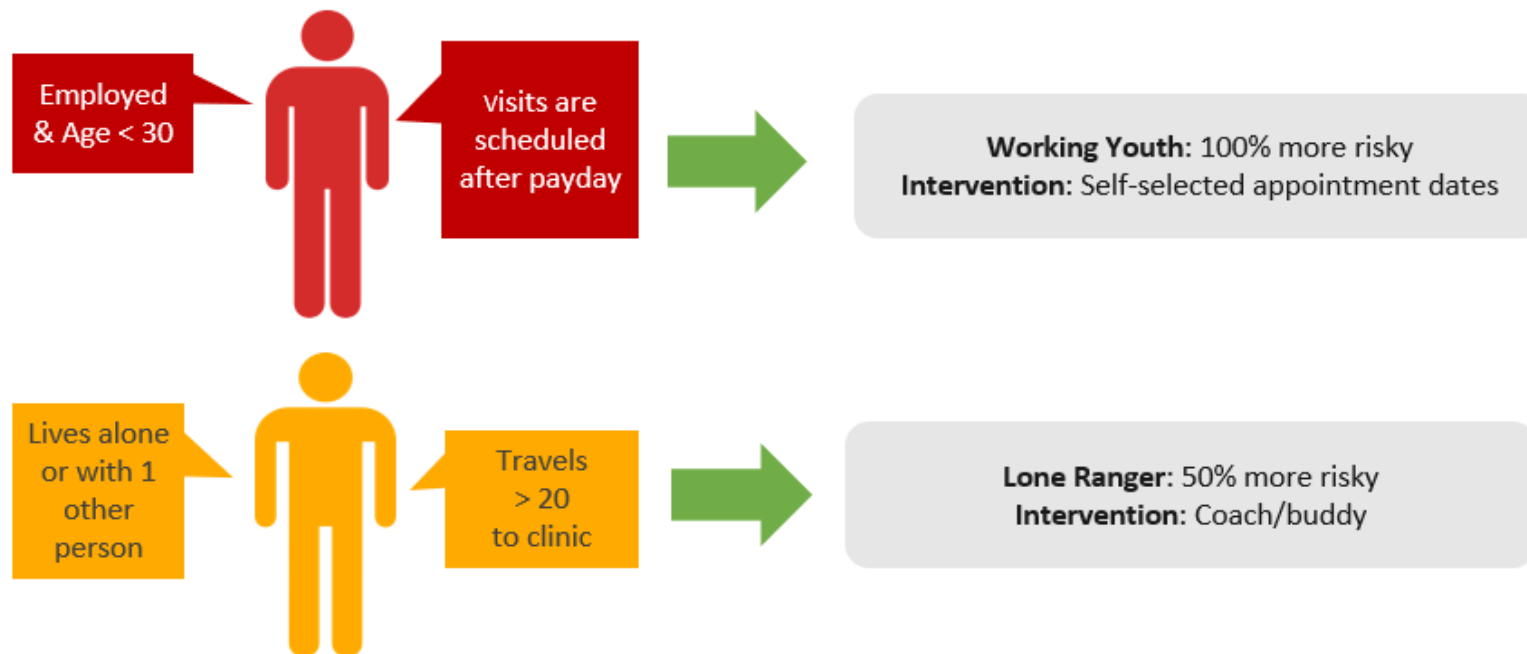 Employed
& Age < 30
visits are
scheduled
after payday
Working Youth: 100% more risky
Intervention: Self-selected appointment dates
Lives alone
or with 1
other
person
Travels
> 20
to clinic
Lone Ranger: 50% more risky
Intervention: Coach/buddy